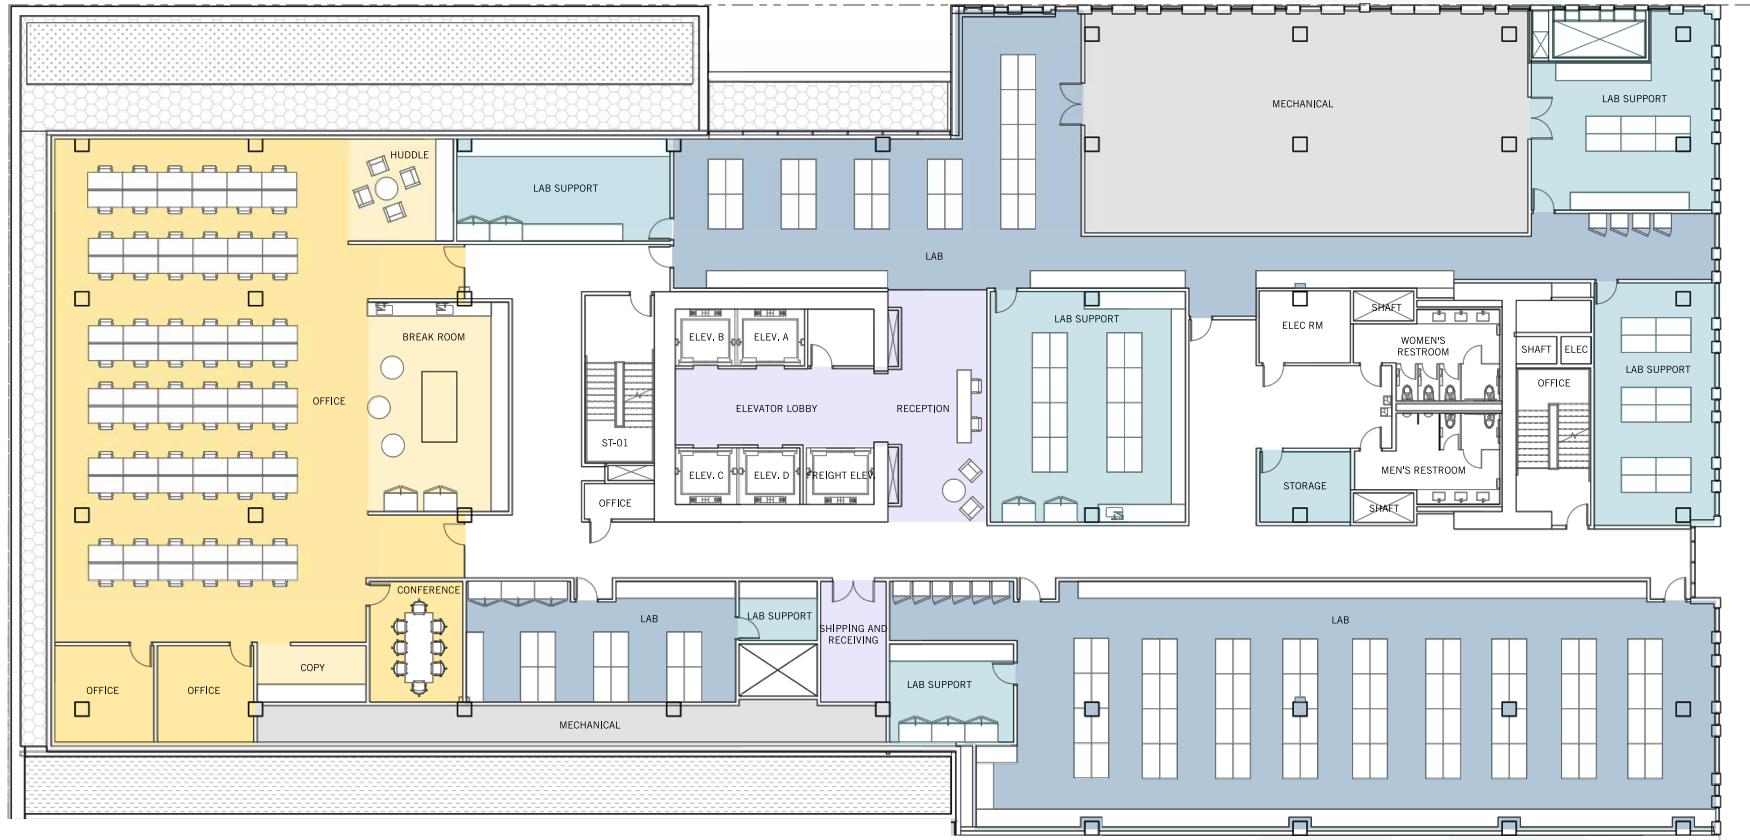 MECHANICAL
LAB SUPPORT
HUDDLE
LAB SUPPORT
LAB
SHAFT
LAB SUPPORT
ELEC RM
BREAK ROOM
ELEV. B
ELEV. A
WOMEN'S
RESTROOM
SHAFT
ELEC
LAB SUPPORT
OFFICE
OFFICE
ELEVATOR LOBBY
RECEPTION
ST-01
MEN'S RESTROOM
ELEV. C
ELEV. D
FREIGHT ELEV.
STORAGE
OFFICE
SHAFT
CONFERENCE
LAB
LAB SUPPORT
SHIPPING AND
RECEIVING
LAB
COPY
OFFICE
OFFICE
LAB SUPPORT
MECHANICAL